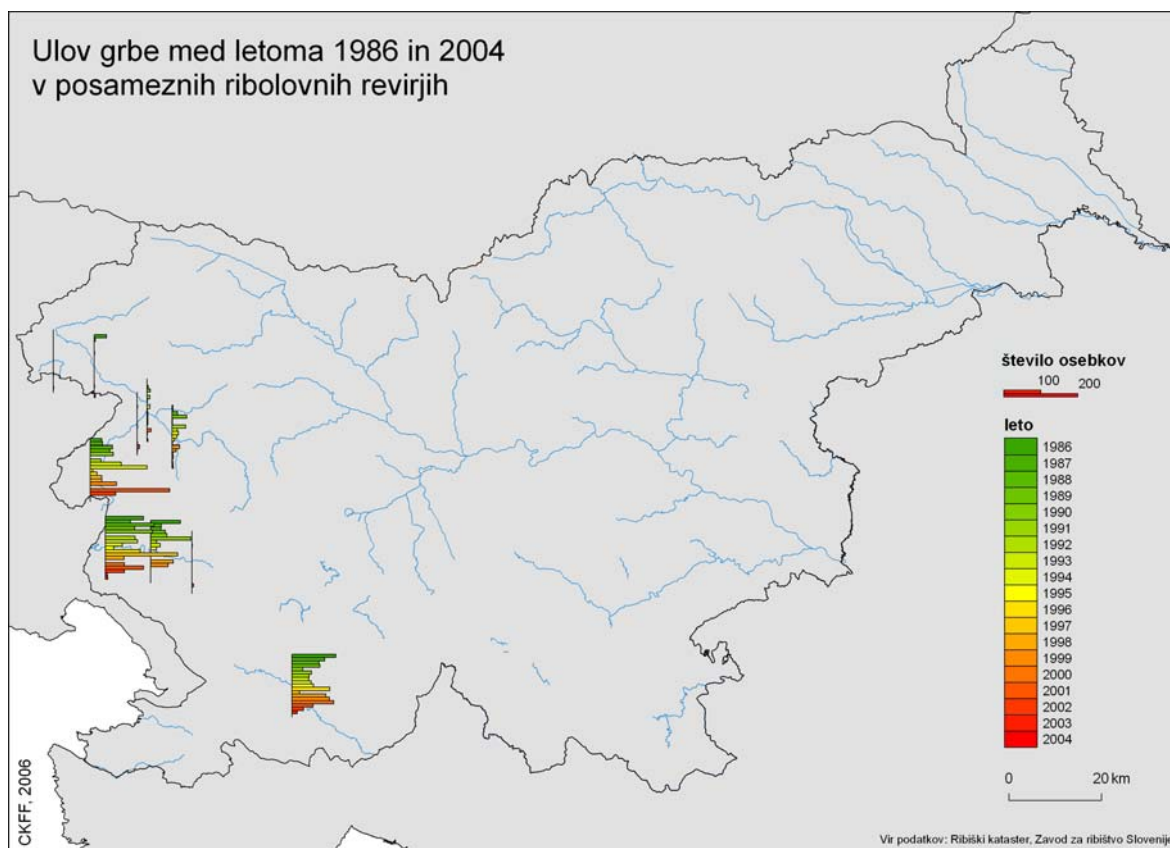 Ulov grbe med letoma 1986 in 2004
v posameznih ribolovnih revirjih
število osebkov
100 200
leto
1986
1987
1988
1989
1990
1991
1992
1993
1994
1995
1996
1997
1998
1999
2000
2001
2002
2003
2004
0 20 km
CKFF, 2006
Vir podatkov: Ribiški kataster, Zavod za ribištvo Slovenije